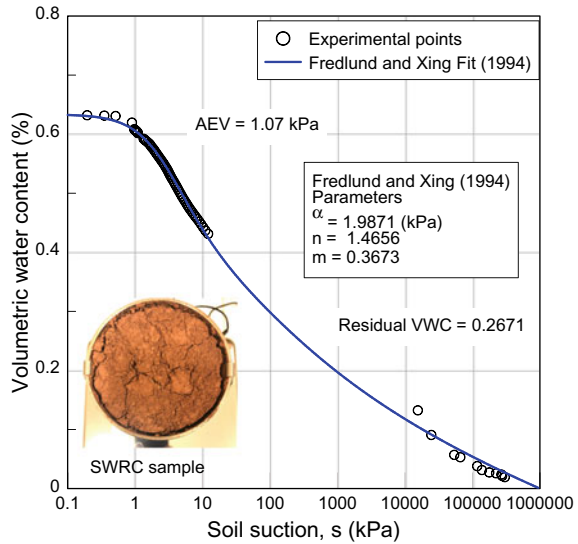 0.8
0.6
0.4
0.2
0
Volumetric water content (%)
Experimental points
Fredlund and Xing Fit (1994)
AEV = 1.07 kPa
Fredlund and Xing (1994)
Parameters
α = 1.9871 (kPa)
n = 1.4656
m = 0.3673
Residual VWC = 0.2671
SWRC sample
0.1 1 10 100 1000 10000 100000 1000000
Soil suction, s (kPa)